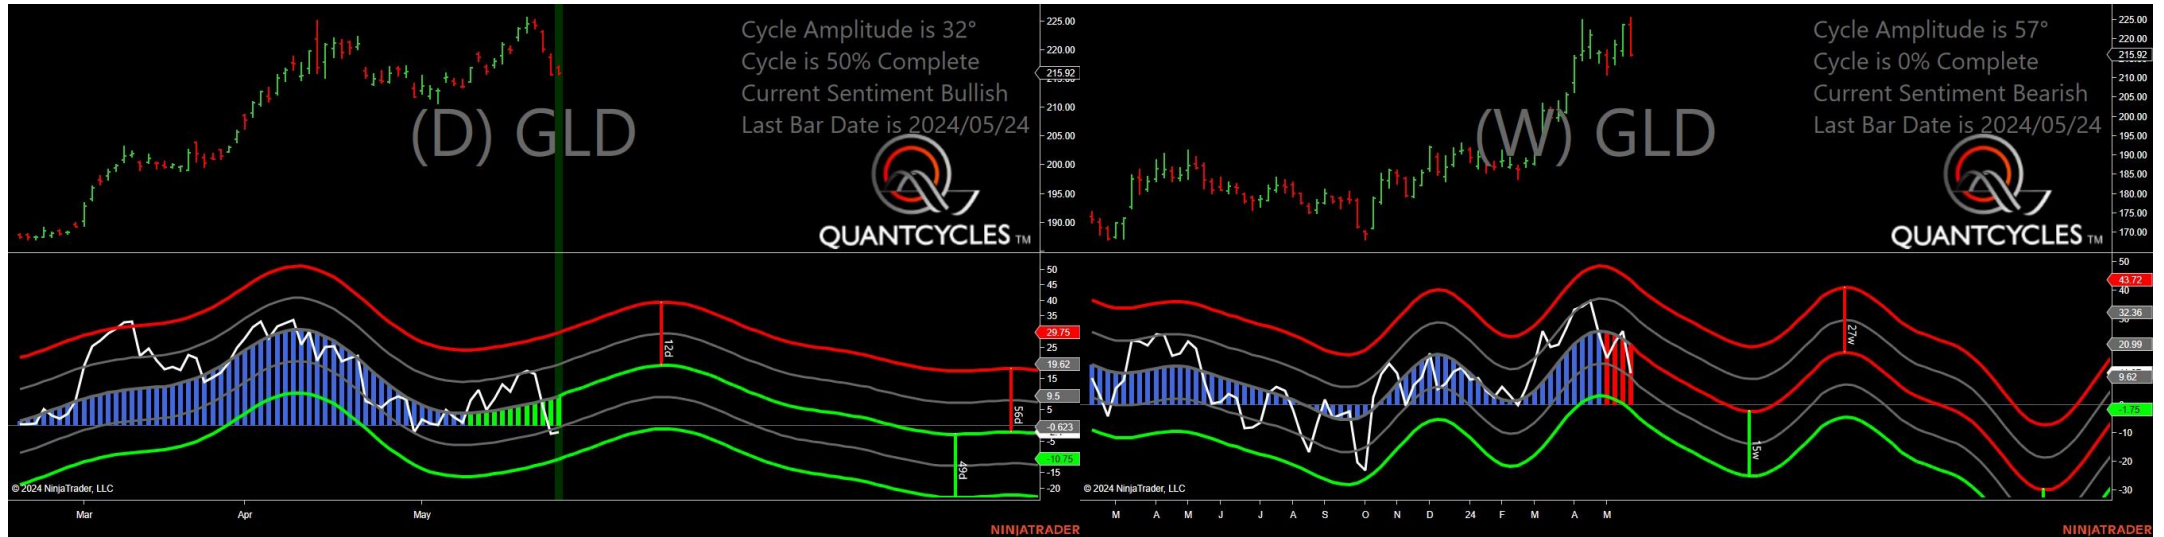 Cycle Amplitude is 32°
Cycle is 50% Complete
Current Sentiment Bullish
Last Bar Date is 2024/05/24
(D) GLD
QUANTCYCLES TM
225.00
220.00
215.92
210.00
205.00
200.00
195.00
190.00
50
45
40
35
29.75
25
19.62
15
9.5
5
-0.623
-5
-10.75
-15
-20
12d
49d
56d
© 2024 NinjaTrader, LLC
Mar Apr May
NINJATRADER
Cycle Amplitude is 57°
Cycle is 0% Complete
Current Sentiment Bearish
Last Bar Date is 2024/05/24
(W) GLD
QUANTCYCLES TM
225.00
220.00
215.92
210.00
205.00
200.00
195.00
190.00
185.00
180.00
175.00
170.00
50
43.72
40
32.36
20.99
9.62
-1.75
-10
-20
-30
27w
15w
© 2024 NinjaTrader, LLC
M A M J J A S O N D 24 F M A M
NINJATRADER